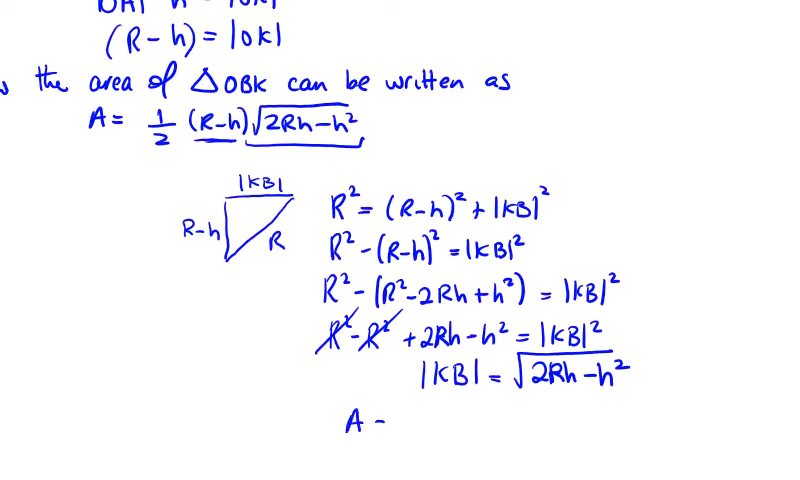 (R-h) = |OK|
the area of △OBK can be written as
A = 1/2 (R-h)√(2Rh-h²)
|KB|
R-h
R
R² = (R-h)² + |KB|²
R² - (R-h)² = |KB|²
R² - (R² - 2Rh + h²) = |KB|²
R² - R² + 2Rh - h² = |KB|²
|KB| = √(2Rh - h²)
A -